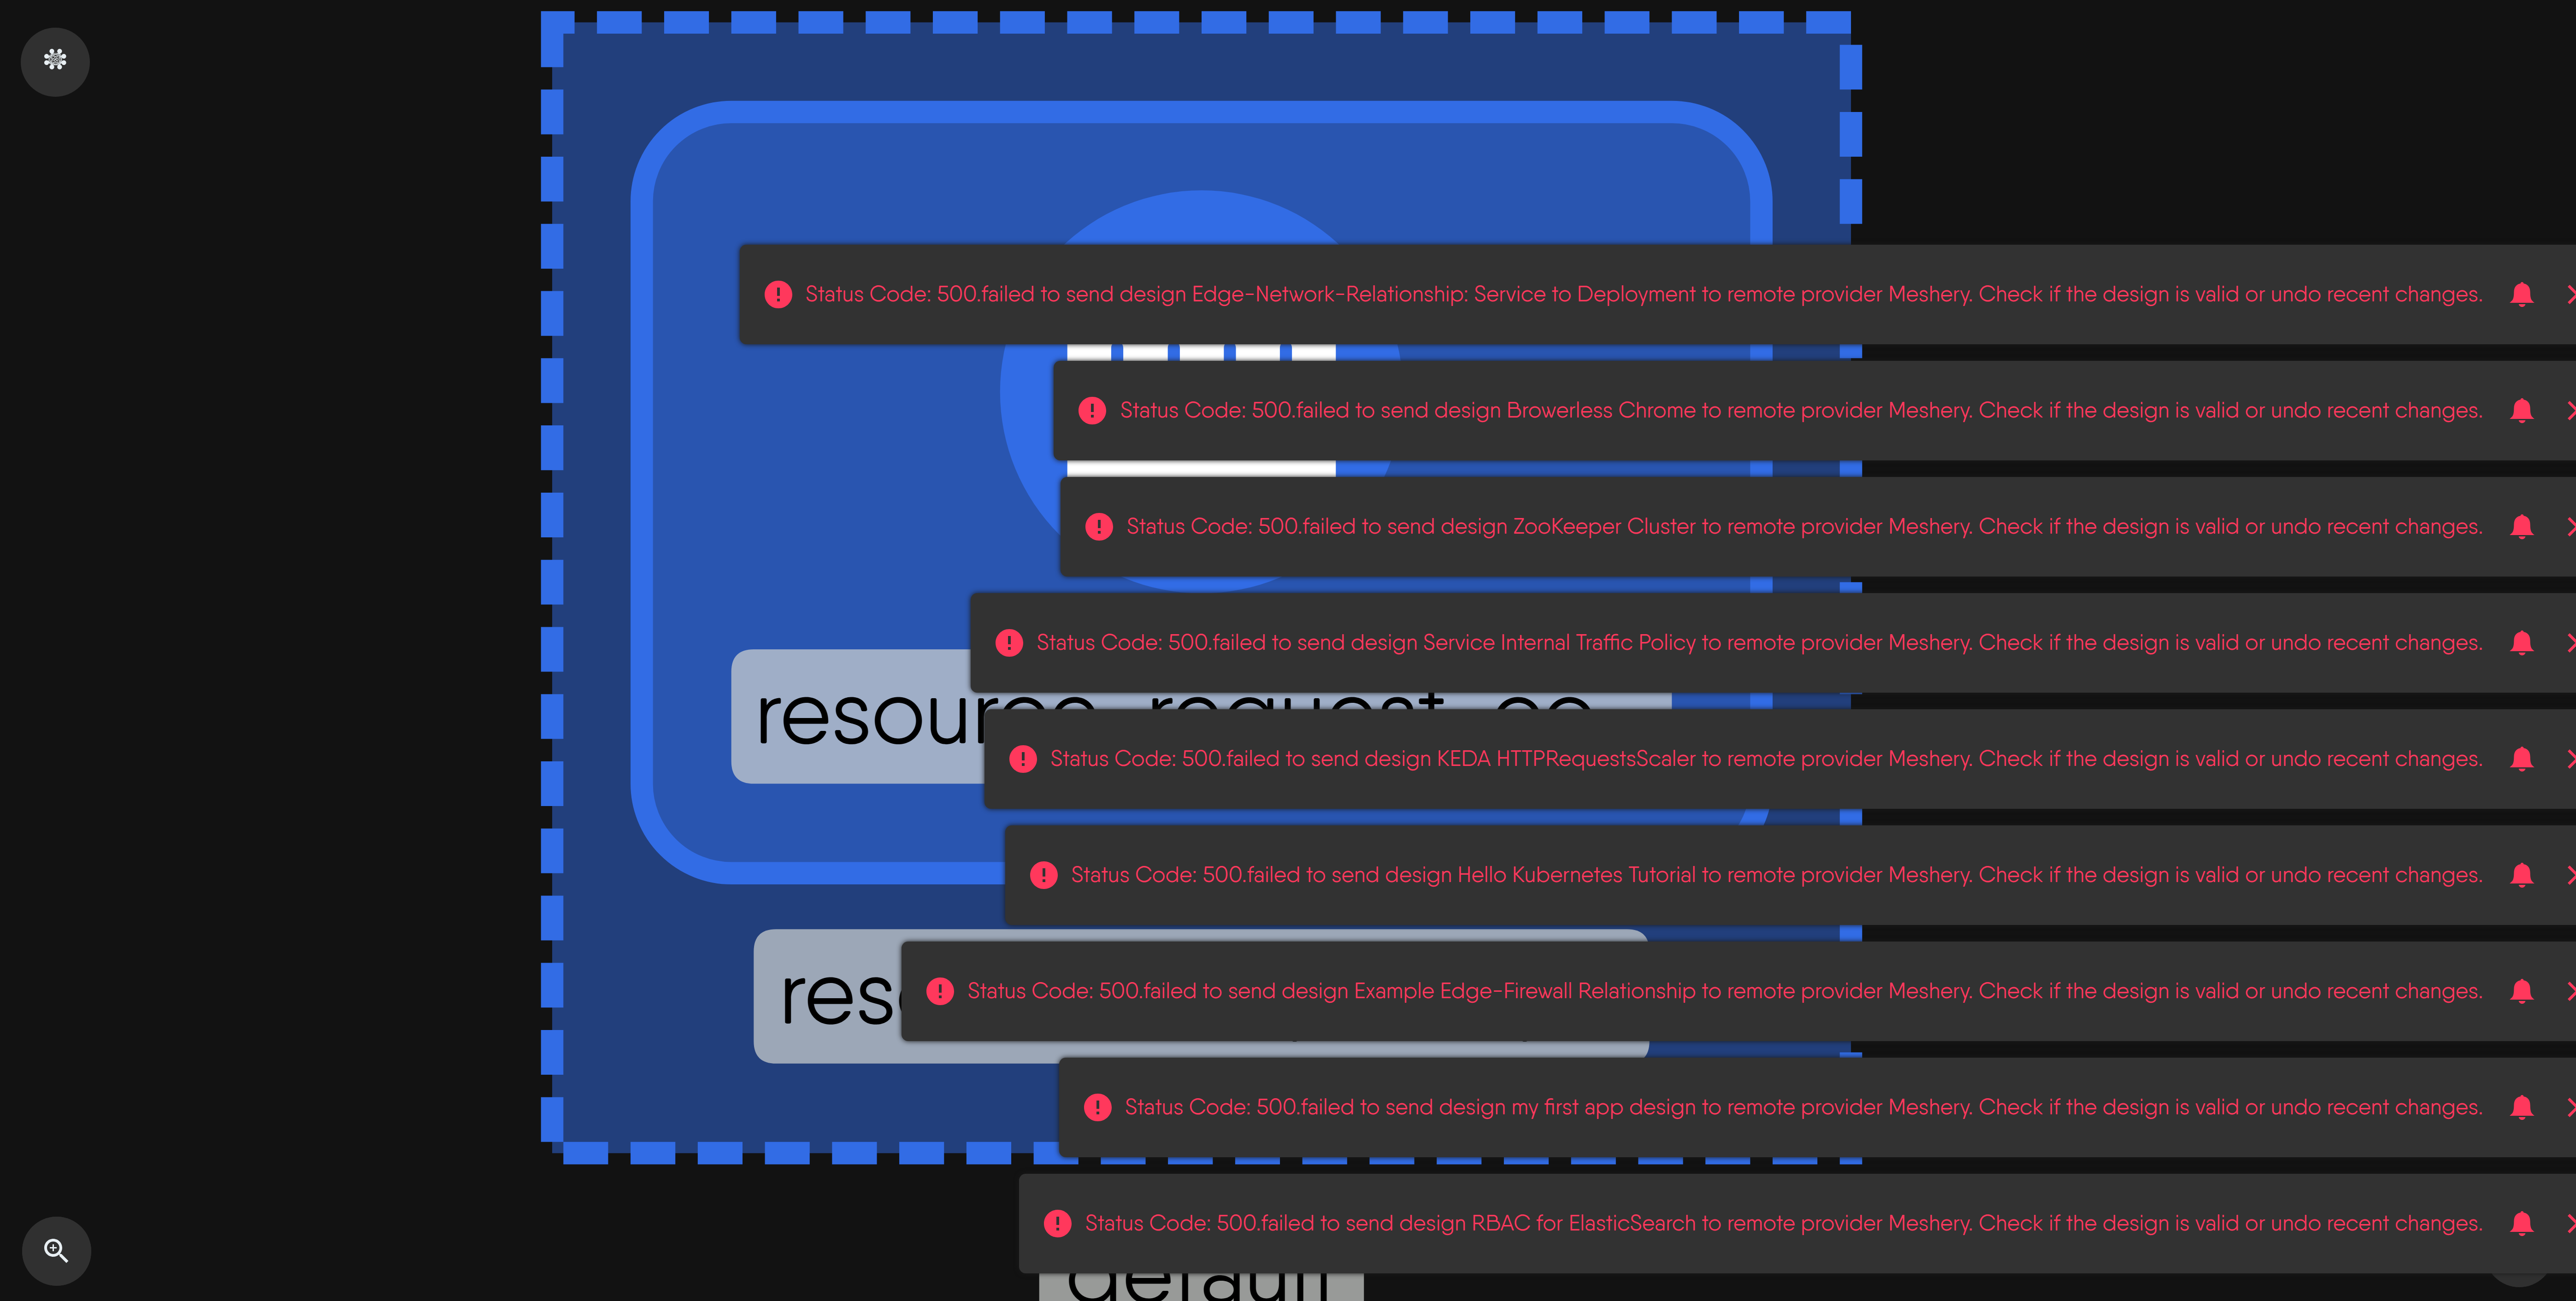 Status Code: 500.failed to send design Edge-Network-Relationship: Service to Deployment to remote provider Meshery. Check if the design is valid or undo recent changes.
Status Code: 500.failed to send design Browerless Chrome to remote provider Meshery. Check if the design is valid or undo recent changes.
Status Code: 500.failed to send design ZooKeeper Cluster to remote provider Meshery. Check if the design is valid or undo recent changes.
Status Code: 500.failed to send design Service Internal Traffic Policy to remote provider Meshery. Check if the design is valid or undo recent changes.
Status Code: 500.failed to send design KEDA HTTPRequestsScaler to remote provider Meshery. Check if the design is valid or undo recent changes.
Status Code: 500.failed to send design Hello Kubernetes Tutorial to remote provider Meshery. Check if the design is valid or undo recent changes.
Status Code: 500.failed to send design Example Edge-Firewall Relationship to remote provider Meshery. Check if the design is valid or undo recent changes.
Status Code: 500.failed to send design my first app design to remote provider Meshery. Check if the design is valid or undo recent changes.
Status Code: 500.failed to send design RBAC for ElasticSearch to remote provider Meshery. Check if the design is valid or undo recent changes.
default